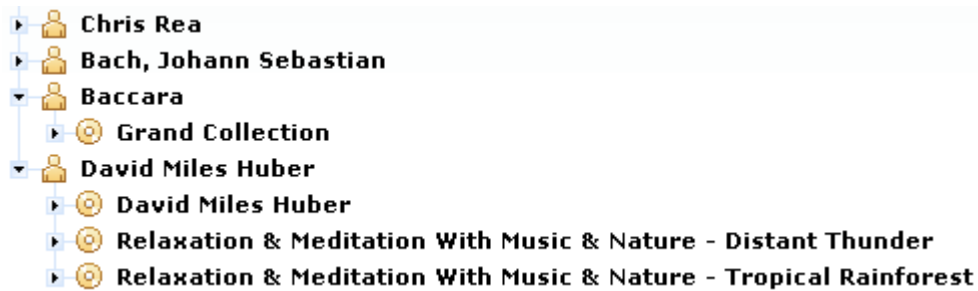 Chris Rea
Bach, Johann Sebastian
Baccara
Grand Collection
David Miles Huber
David Miles Huber
Relaxation & Meditation With Music & Nature - Distant Thunder
Relaxation & Meditation With Music & Nature - Tropical Rainforest